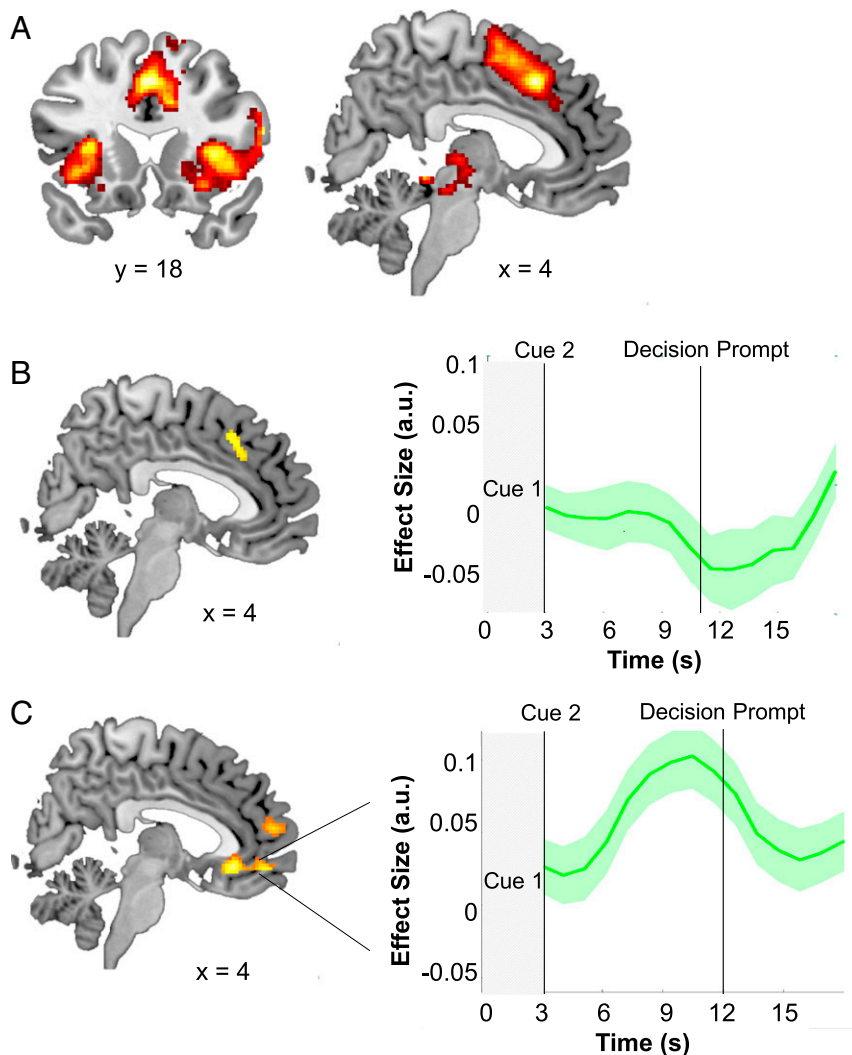 A
y = 18
x = 4
B
x = 4
Cue 2
Decision Prompt
0.1
0.05
0
-0.05
Effect Size (a.u.)
Cue 1
0 3 6 9 12 15
Time (s)
C
x = 4
Cue 2
Decision Prompt
0.1
0.05
0
-0.05
Effect Size (a.u.)
Cue 1
0 3 6 9 12 15
Time (s)